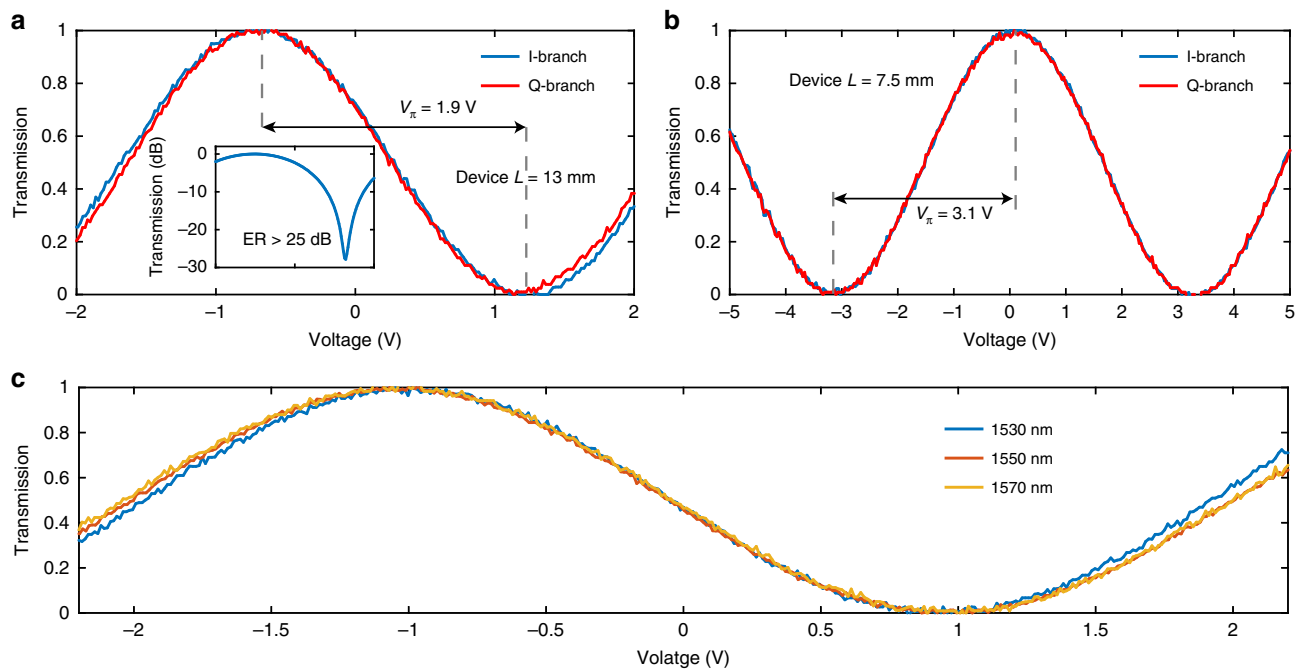 a
1
0.8
0.6
0.4
0.2
0
Transmission
−2
−1
0
1
2
Voltage (V)
I-branch
Q-branch
Vπ = 1.9 V
Device L = 13 mm
Transmission (dB)
0
−10
−20
−30
ER > 25 dB
b
1
0.8
0.6
0.4
0.2
0
Transmission
−5
−4
−3
−2
−1
0
1
2
3
4
5
Voltage (V)
Device L = 7.5 mm
I-branch
Q-branch
Vπ = 3.1 V
c
1
0.8
0.6
0.4
0.2
0
Transmission
−2
−1.5
−1
−0.5
0
0.5
1
1.5
2
Volatge (V)
1530 nm
1550 nm
1570 nm